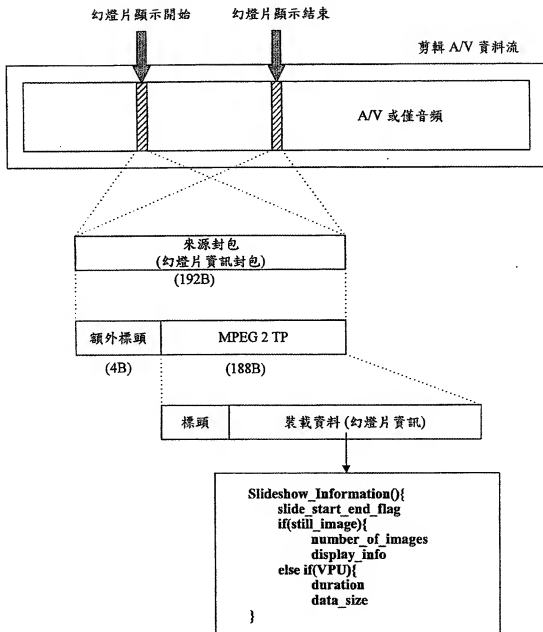 幻燈片顯示開始
幻燈片顯示結束
剪輯 A/V 資料流
A/V 或僅音頻
來源封包
(幻燈片資訊封包)
(192B)
額外標頭
MPEG 2 TP
(4B)
(188B)
標頭
裝載資料 (幻燈片資訊)
Slideshow_Information(){
slide_start_end_flag
if(still_image){
number_of_images
display_info
else if(VPU){
duration
data_size
}